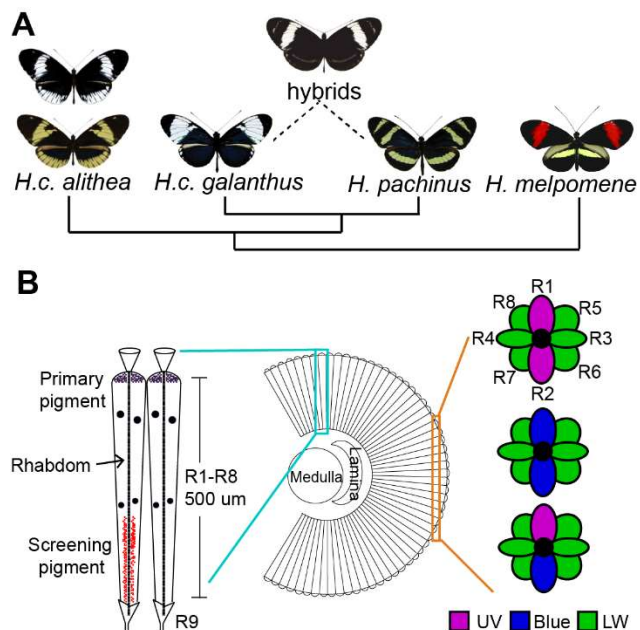 A
hybrids
H.c. alithea H.c. galanthus H. pachinus H. melpomene
B
R1
R8 R5
R4 R3
R7 R6
R2
Primary
pigment
Rhabdom
Screening
pigment
R1-R8
500 um
R9
Medulla
Lamina
UV Blue LW